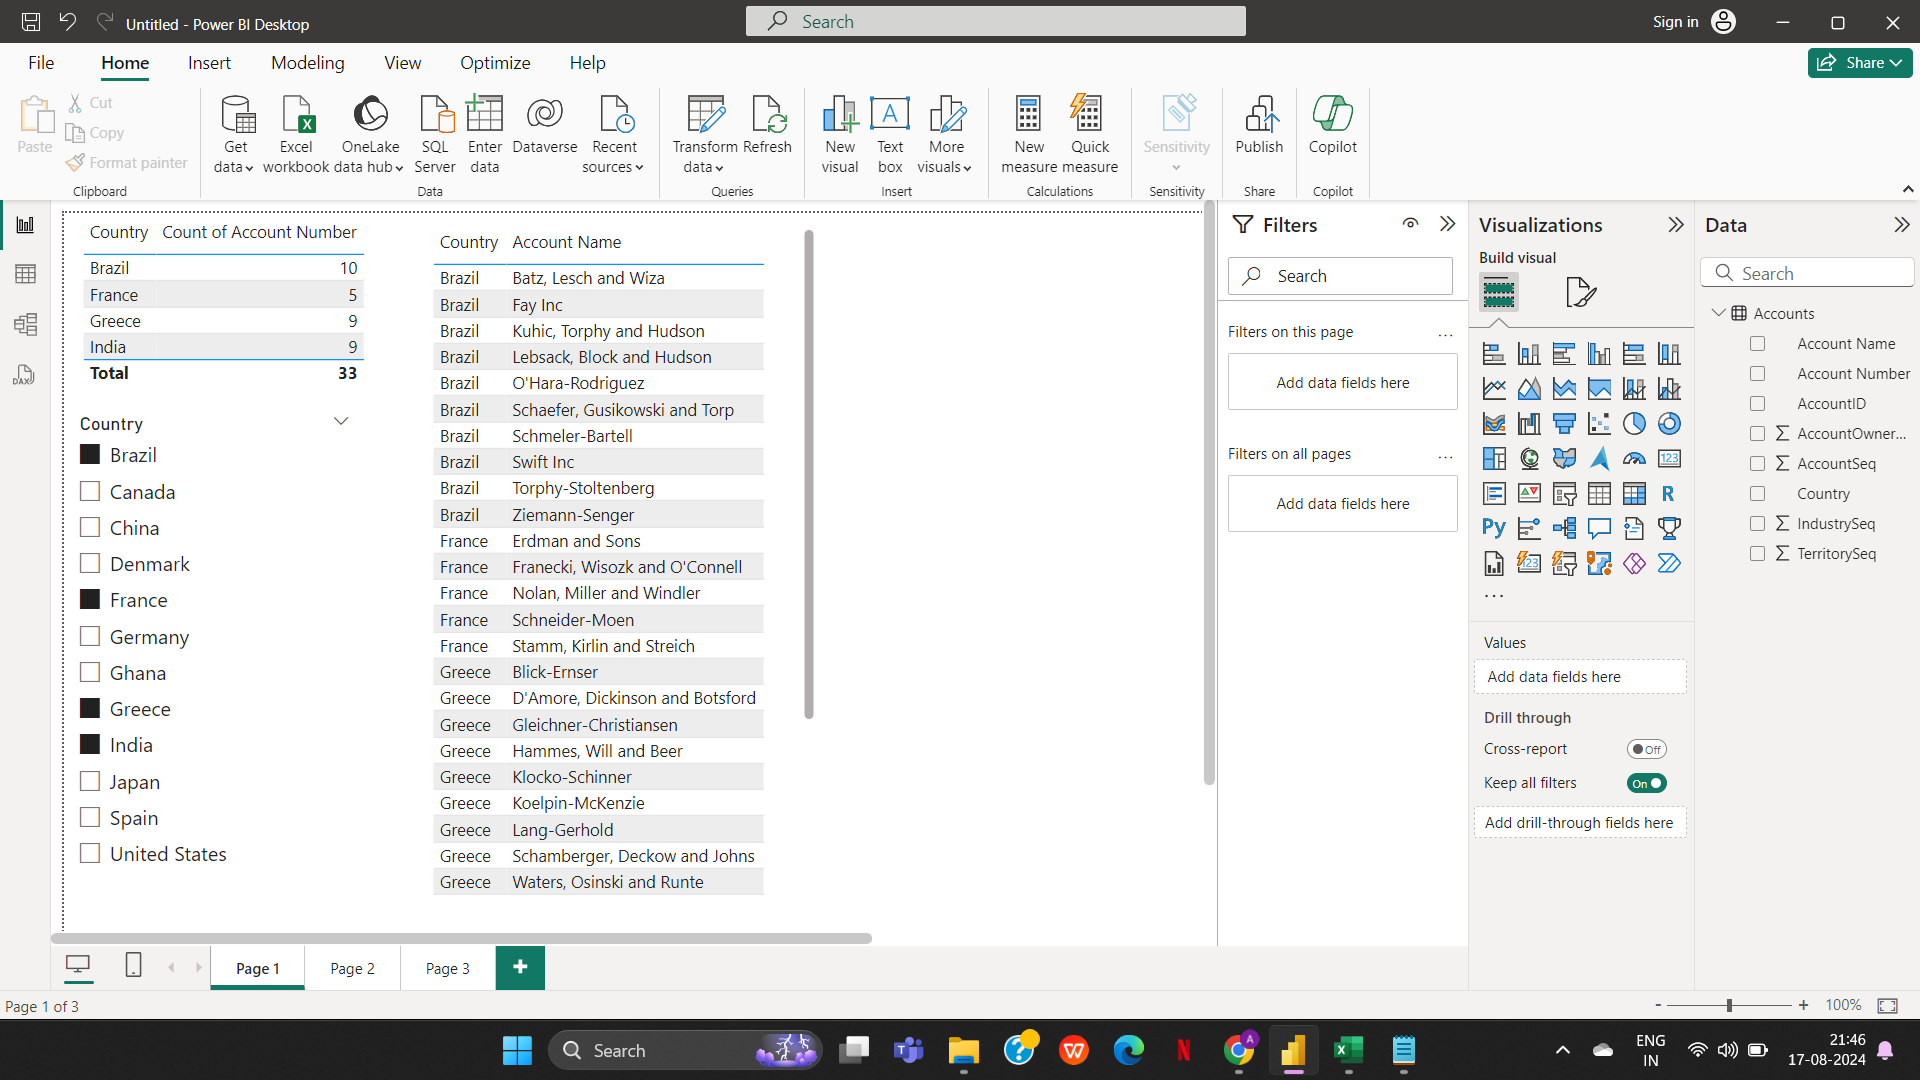 Untitled - Power BI Desktop
Search
Sign in
File Home Insert Modeling View Optimize Help
Share
Paste
Cut
Copy
Format painter
Clipboard
Get data
Excel workbook
OneLake data hub
SQL Server
Enter data
Dataverse
Recent sources
Data
Transform data
Refresh
Queries
New visual
Text box
More visuals
Insert
New measure
Quick measure
Calculations
Sensitivity
Sensitivity
Publish
Share
Copilot
Copilot
Country Count of Account Number
Brazil 10
France 5
Greece 9
India 9
Total 33
Country
Brazil
Canada
China
Denmark
France
Germany
Ghana
Greece
India
Japan
Spain
United States
Country Account Name
Brazil Batz, Lesch and Wiza
Brazil Fay Inc
Brazil Kuhic, Torphy and Hudson
Brazil Lebsack, Block and Hudson
Brazil O'Hara-Rodriguez
Brazil Schaefer, Gusikowski and Torp
Brazil Schmeler-Bartell
Brazil Swift Inc
Brazil Torphy-Stoltenberg
Brazil Ziemann-Senger
France Erdman and Sons
France Franecki, Wisozk and O'Connell
France Nolan, Miller and Windler
France Schneider-Moen
France Stamm, Kirlin and Streich
Greece Blick-Ernser
Greece D'Amore, Dickinson and Botsford
Greece Gleichner-Christiansen
Greece Hammes, Will and Beer
Greece Klocko-Schinner
Greece Koelpin-McKenzie
Greece Lang-Gerhold
Greece Schamberger, Deckow and Johns
Greece Waters, Osinski and Runte
Filters
Search
Filters on this page ...
Add data fields here
Filters on all pages ...
Add data fields here
Visualizations
Build visual
123
R
Py
123
...
Values
Add data fields here
Drill through
Cross-report Off
Keep all filters On
Add drill-through fields here
Data
Search
Accounts
Account Name
Account Number
AccountID
AccountOwner...
AccountSeq
Country
IndustrySeq
TerritorySeq
DAX
Page 1 Page 2 Page 3 +
Page 1 of 3
- + 100%
Search
ENG
IN
21:46
17-08-2024